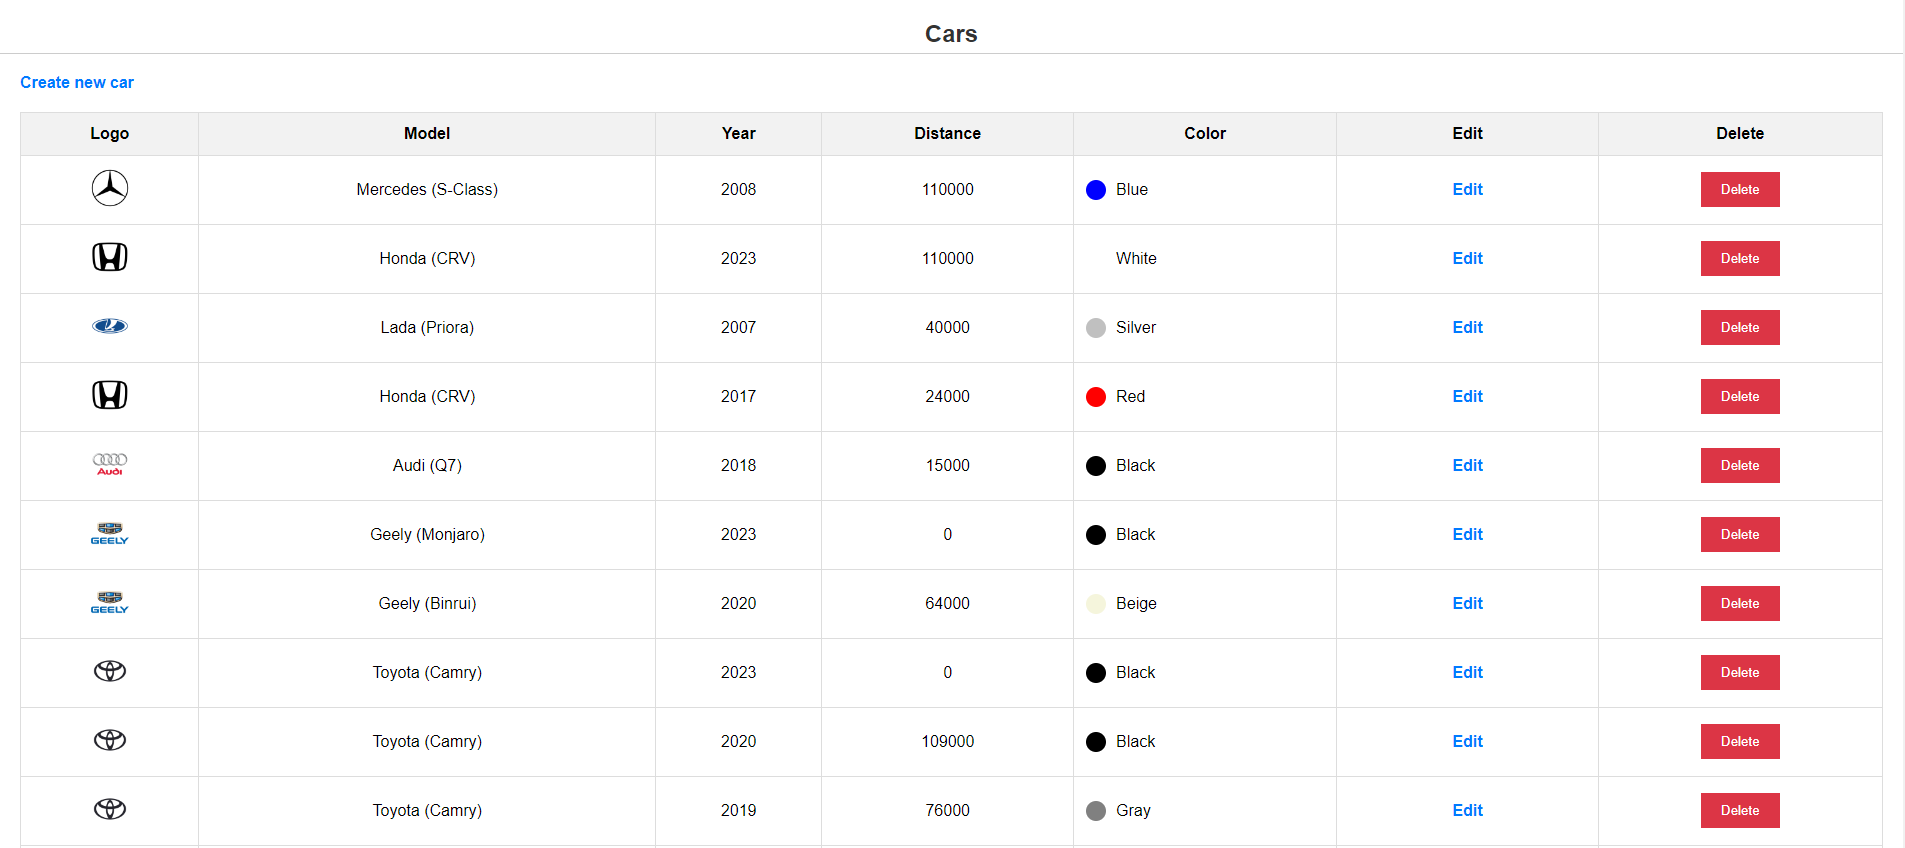 Cars
Create new car
Logo Model Year Distance Color Edit Delete
Mercedes (S-Class) 2008 110000 Blue Edit Delete
Honda (CRV) 2023 110000 White Edit Delete
Lada (Priora) 2007 40000 Silver Edit Delete
Honda (CRV) 2017 24000 Red Edit Delete
Audi Audi (Q7) 2018 15000 Black Edit Delete
GEELY Geely (Monjaro) 2023 0 Black Edit Delete
GEELY Geely (Binrui) 2020 64000 Beige Edit Delete
Toyota (Camry) 2023 0 Black Edit Delete
Toyota (Camry) 2020 109000 Black Edit Delete
Toyota (Camry) 2019 76000 Gray Edit Delete